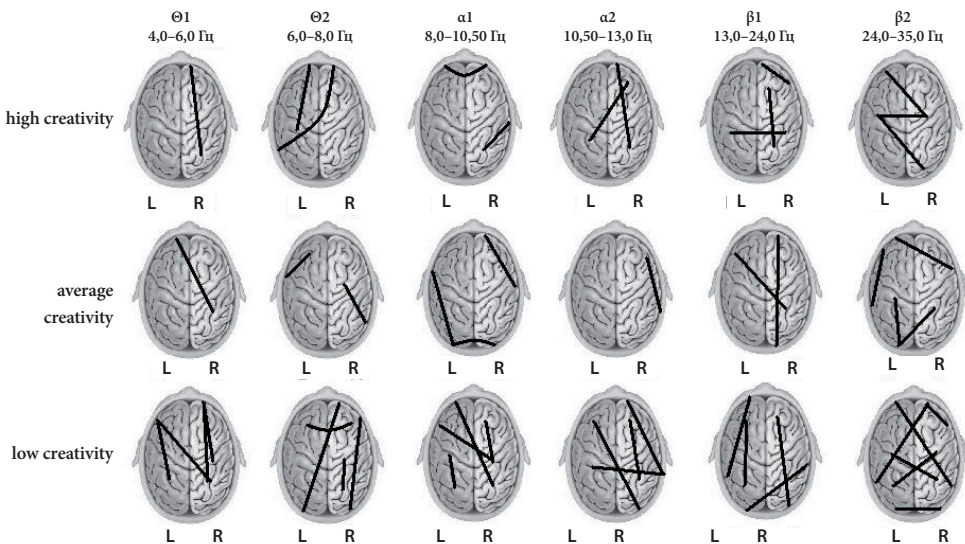 Θ1 Θ2 α1 α2 β1 β2
4,0–6,0 Гц 6,0–8,0 Гц 8,0–10,50 Гц 10,50–13,0 Гц 13,0–24,0 Гц 24,0–35,0 Гц
high creativity
L R L R L R L R L R L R
average
creativity
L R L R L R L R L R L R
low creativity
L R L R L R L R L R L R